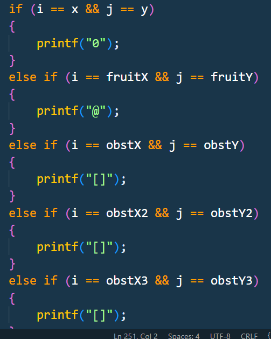 if (i == x && j == y)
{
    printf("0");
}
else if (i == fruitX && j == fruitY)
{
    printf("@");
}
else if (i == obstX && j == obstY)
{
    printf("[]");
}
else if (i == obstX2 && j == obstY2)
{
    printf("[]");
}
else if (i == obstX3 && j == obstY3)
{
    printf("[]");
}
Ln 251, Col 2 Spaces: 4 UTF-8 CRLF